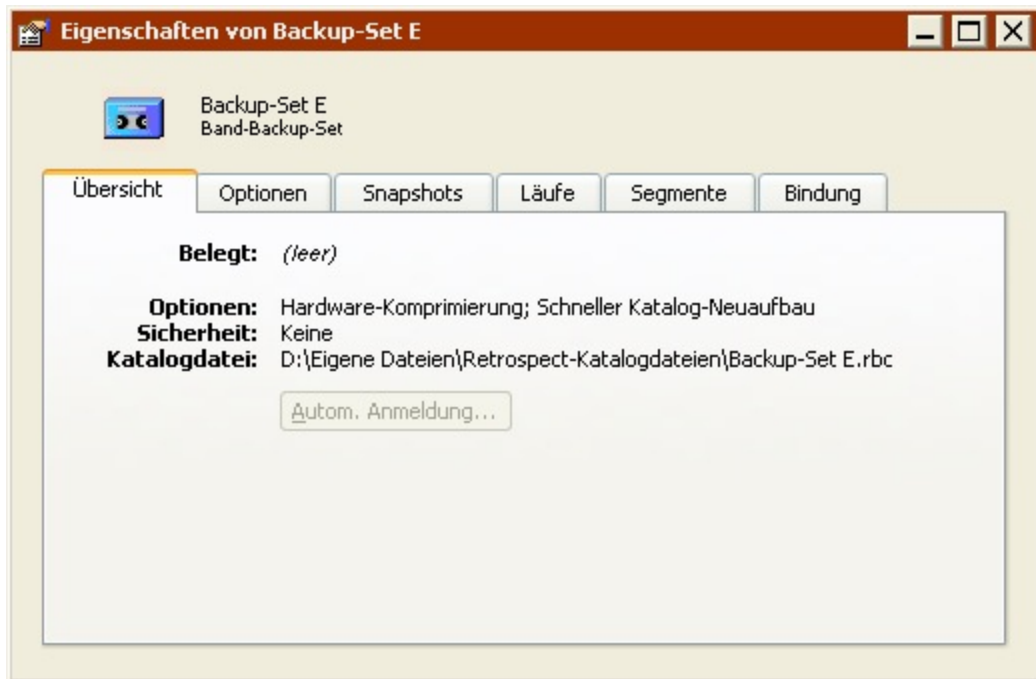 Eigenschaften von Backup-Set E
Backup-Set E
Band-Backup-Set
Übersicht Optionen Snapshots Läufe Segmente Bindung
Belegt: (leer)
Optionen: Hardware-Komprimierung; Schneller Katalog-Neuaufbau
Sicherheit: Keine
Katalogdatei: D:\Eigene Dateien\Retrospect-Katalogdateien\Backup-Set E.rbc
Autom. Anmeldung...